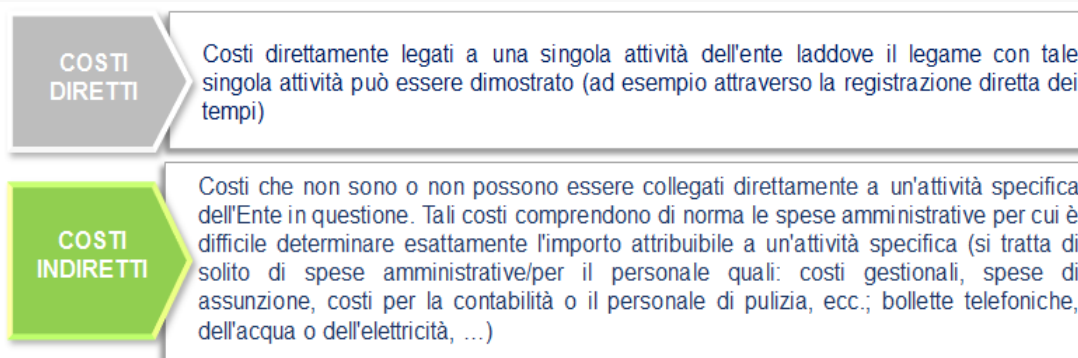 COSTI
DIRETTI
Costi direttamente legati a una singola attività dell'ente laddove il legame con tale
singola attività può essere dimostrato (ad esempio attraverso la registrazione diretta dei
tempi)
COSTI
INDIRETTI
Costi che non sono o non possono essere collegati direttamente a un'attività specifica
dell'Ente in questione. Tali costi comprendono di norma le spese amministrative per cui è
difficile determinare esattamente l'importo attribuibile a un'attività specifica (si tratta di
solito di spese amministrative/per il personale quali: costi gestionali, spese di
assunzione, costi per la contabilità o il personale di pulizia, ecc.; bollette telefoniche,
dell'acqua o dell'elettricità, ...)